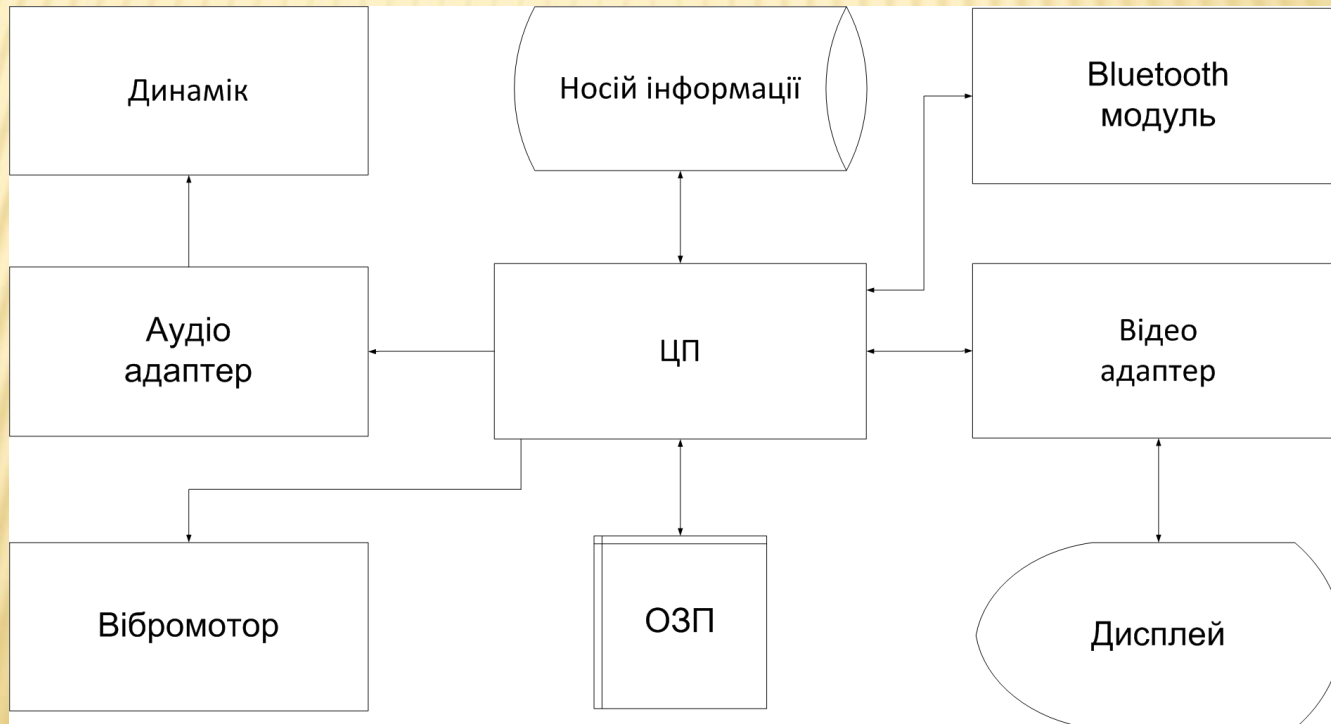 Динамік
Носій інформації
Bluetooth
модуль
Аудіо
адаптер
ЦП
Відео
адаптер
Вібромотор
ОЗП
Дисплей